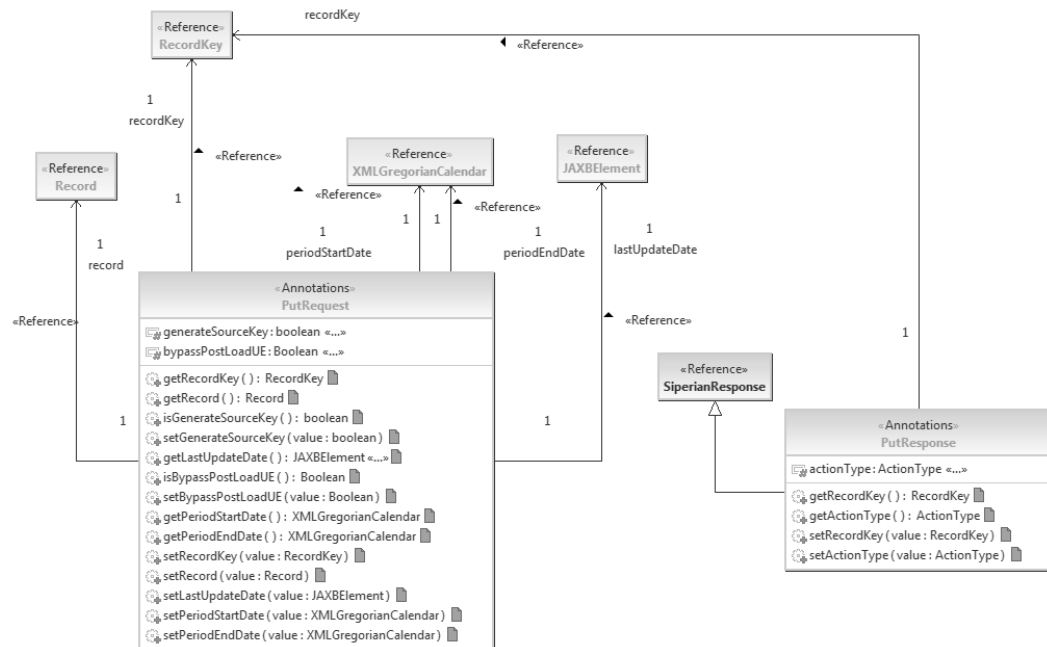 recordKey
«Reference»
RecordKey
«Reference»
1
recordKey
«Reference»
«Reference»
XMLGregorianCalendar
«Reference»
JAXBElement
«Reference»
Record
«Reference»
«Reference»
1
1
1
1
record
1
periodStartDate
1
periodEndDate
1
lastUpdateDate
«Annotations»
PutRequest
«Reference»
«Reference»
generateSourceKey : boolean «...»
bypassPostLoadUE : Boolean «...»
getRecordKey ( ) : RecordKey
getRecord ( ) : Record
isGenerateSourceKey ( ) : boolean
setGenerateSourceKey ( value : boolean )
getLastUpdateDate ( ) : JAXBElement «...»
isBypassPostLoadUE ( ) : Boolean
setBypassPostLoadUE ( value : Boolean )
getPeriodStartDate ( ) : XMLGregorianCalendar
getPeriodEndDate ( ) : XMLGregorianCalendar
setRecordKey ( value : RecordKey )
setRecord ( value : Record )
setLastUpdateDate ( value : JAXBElement )
setPeriodStartDate ( value : XMLGregorianCalendar )
setPeriodEndDate ( value : XMLGregorianCalendar )
1
1
1
«Reference»
SiperianResponse
«Annotations»
PutResponse
actionType : ActionType «...»
getRecordKey ( ) : RecordKey
getActionType ( ) : ActionType
setRecordKey ( value : RecordKey )
setActionType ( value : ActionType )